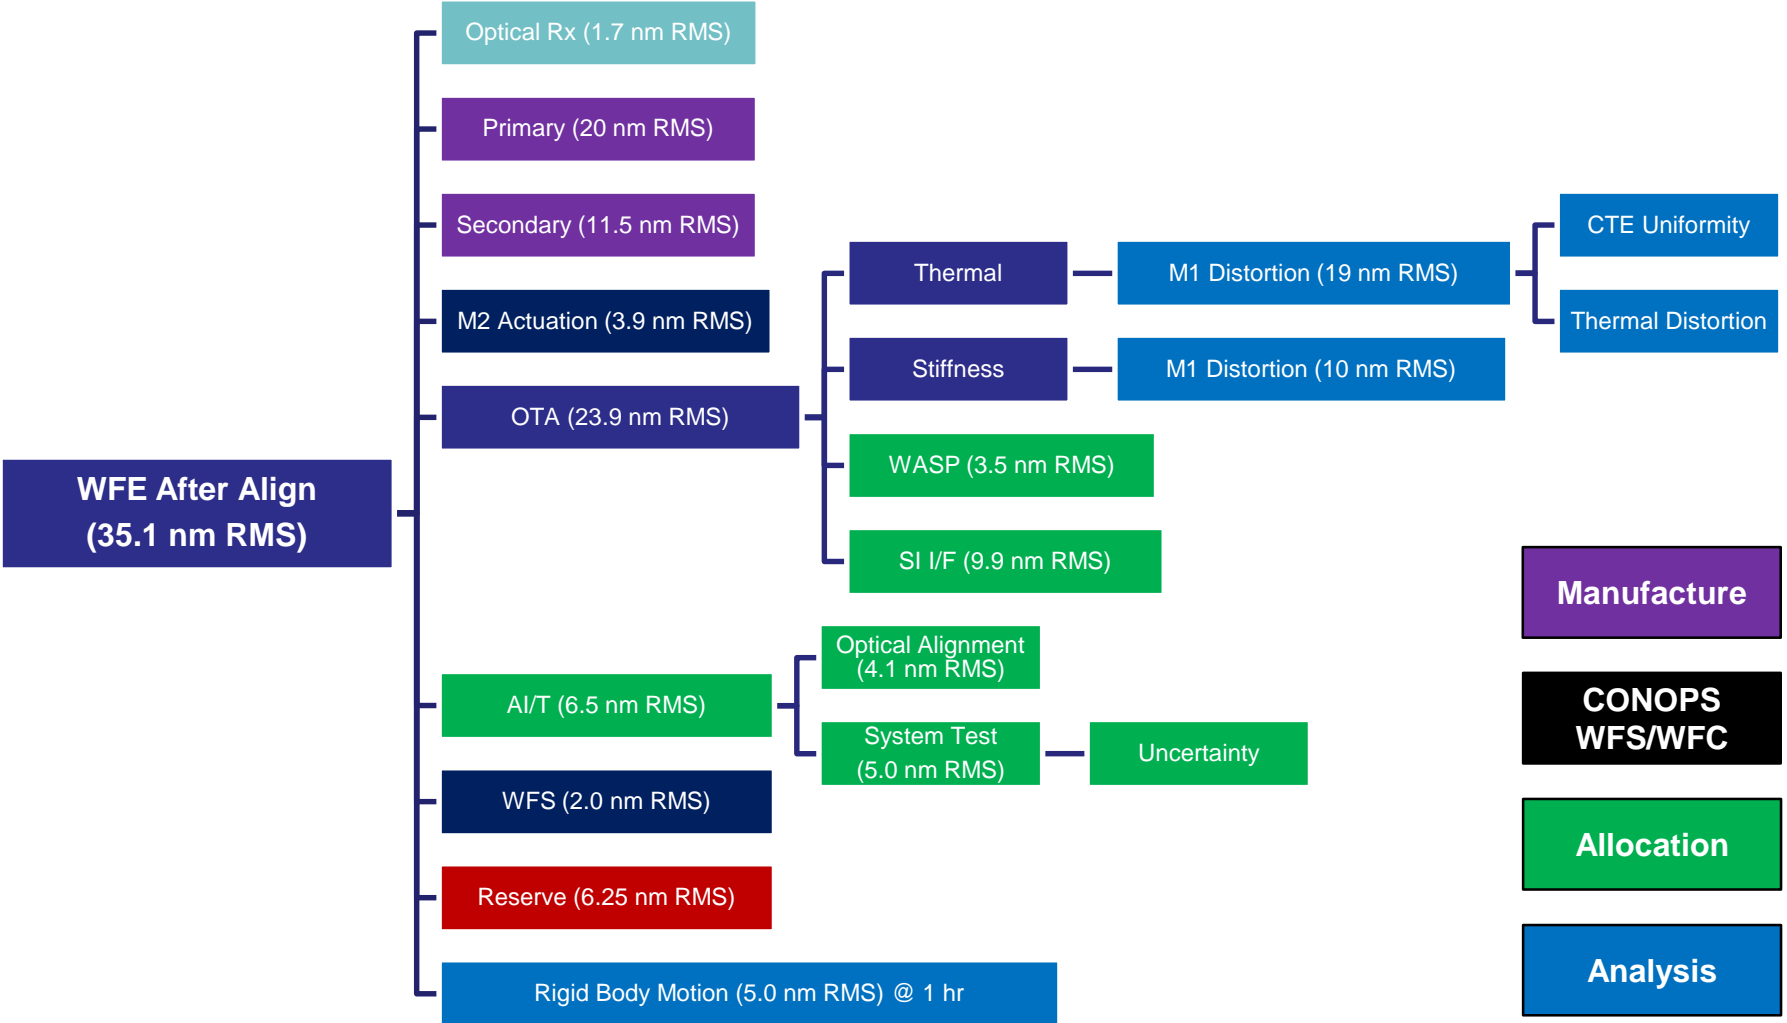 Optical Rx (1.7 nm RMS)
Primary (20 nm RMS)
Secondary (11.5 nm RMS)
M2 Actuation (3.9 nm RMS)
OTA (23.9 nm RMS)
Thermal
M1 Distortion (19 nm RMS)
CTE Uniformity
Thermal Distortion
Stiffness
M1 Distortion (10 nm RMS)
WASP (3.5 nm RMS)
SI I/F (9.9 nm RMS)
WFE After Align
(35.1 nm RMS)
AI/T (6.5 nm RMS)
Optical Alignment
(4.1 nm RMS)
System Test
(5.0 nm RMS)
Uncertainty
WFS (2.0 nm RMS)
Reserve (6.25 nm RMS)
Rigid Body Motion (5.0 nm RMS) @ 1 hr
Manufacture
CONOPS
WFS/WFC
Allocation
Analysis